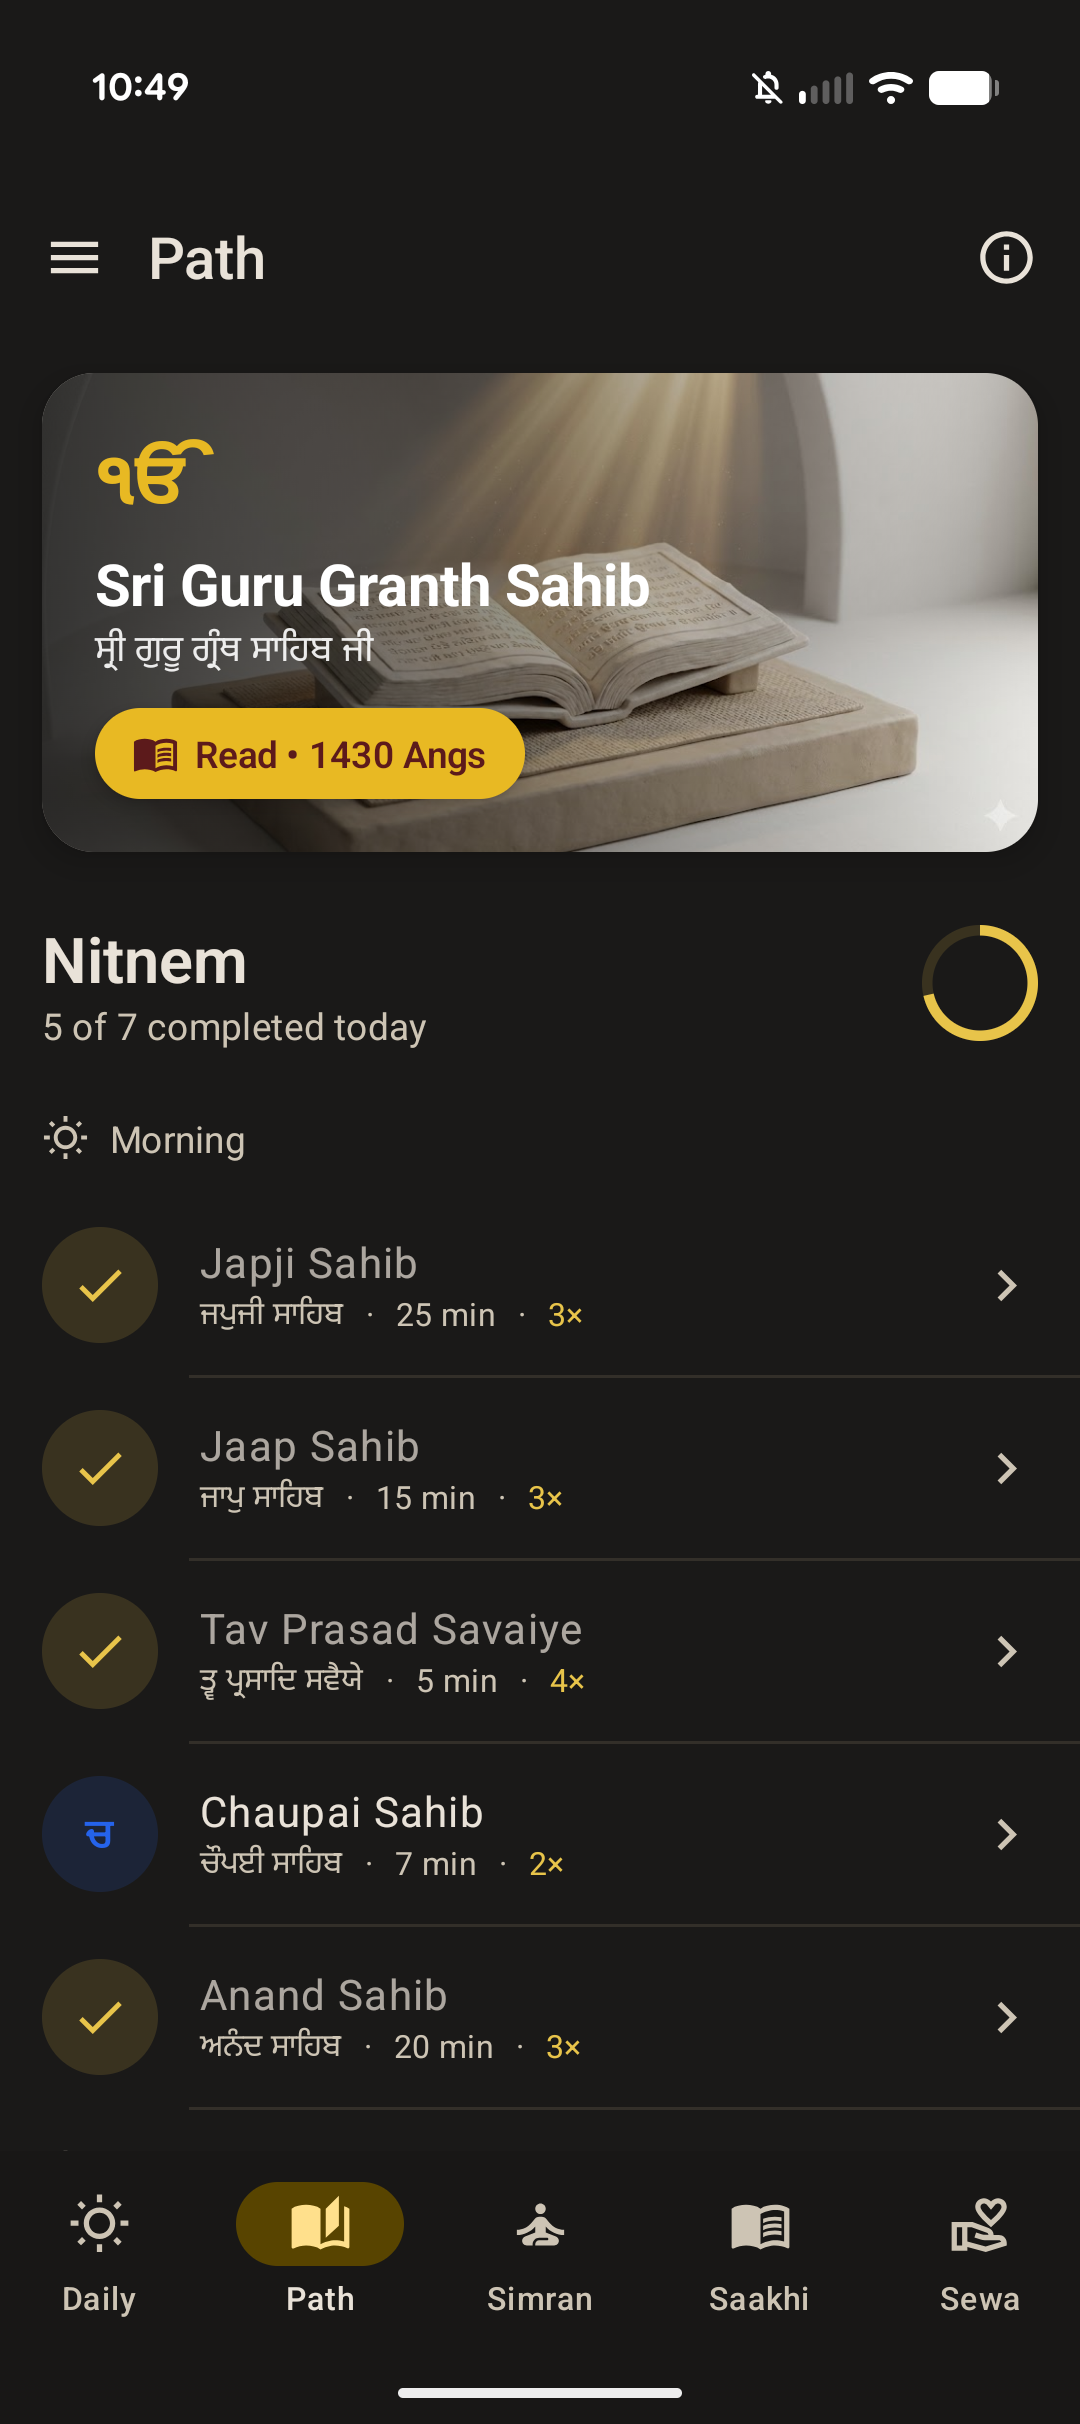 10:49
Path
ੴ
Sri Guru Granth Sahib
ਸ੍ਰੀ ਗੁਰੂ ਗ੍ਰੰਥ ਸਾਹਿਬ ਜੀ
Read • 1430 Angs
Nitnem
5 of 7 completed today
Morning
Japji Sahib
ਜਪੁਜੀ ਸਾਹਿਬ · 25 min · 3×
Jaap Sahib
ਜਾਪੁ ਸਾਹਿਬ · 15 min · 3×
Tav Prasad Savaiye
ਤ੍ਵ ਪ੍ਰਸਾਦਿ ਸਵੈਯੇ · 5 min · 4×
ਚ
Chaupai Sahib
ਚੌਪਈ ਸਾਹਿਬ · 7 min · 2×
Anand Sahib
ਅਨੰਦ ਸਾਹਿਬ · 20 min · 3×
Daily
Path
Simran
Saakhi
Sewa